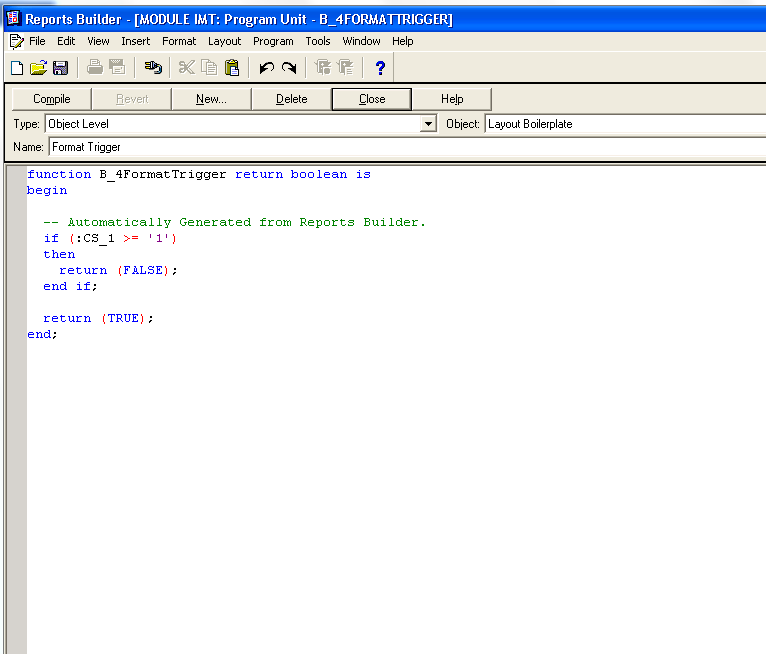 Reports Builder - [MODULE IMT: Program Unit - B_4FORMATTRIGGER]
File Edit View Insert Format Layout Program Tools Window Help
?
Compile Revert New... Delete Close Help
Type: Object Level Object: Layout Boilerplate
Name: Format Trigger
function B_4FormatTrigger return boolean is
begin
-- Automatically Generated from Reports Builder.
if (:CS_1 >= '1')
then
return (FALSE);
end if;
return (TRUE);
end;